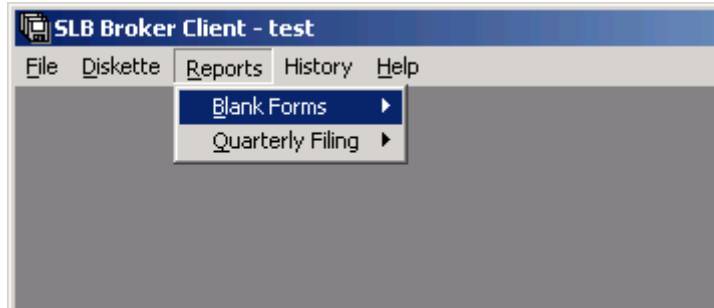 SLB Broker Client - test
File Diskette Reports History Help
Blank Forms
Quarterly Filing